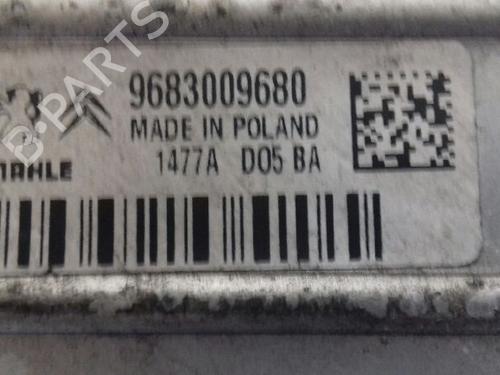 B-PARTS
9683009680
MADE IN POLAND
1477A D05 BA
MAHLE